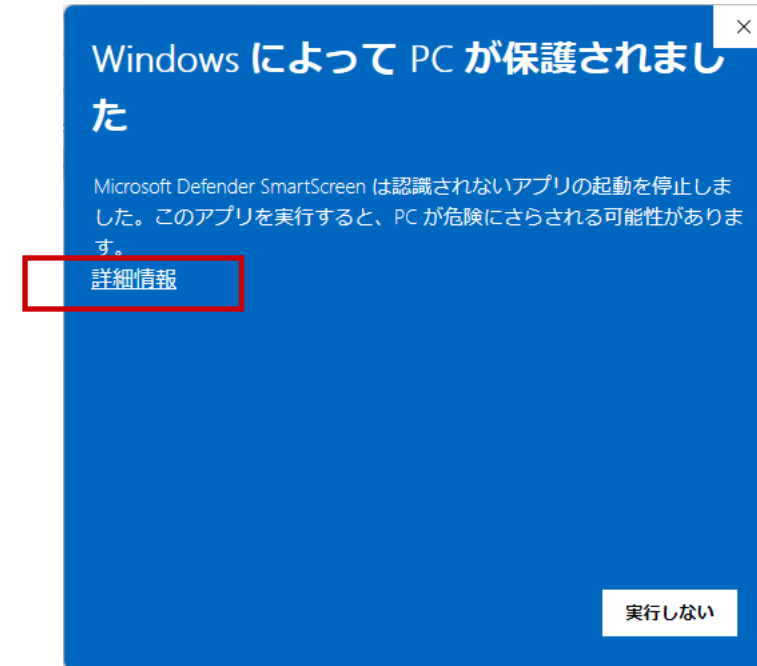 Windows によって PC が保護されまし
た
Microsoft Defender SmartScreen は認識されないアプリの起動を停止しま
した。このアプリを実行すると、PC が危険にさらされる可能性がありま
す。
詳細情報
実行しない